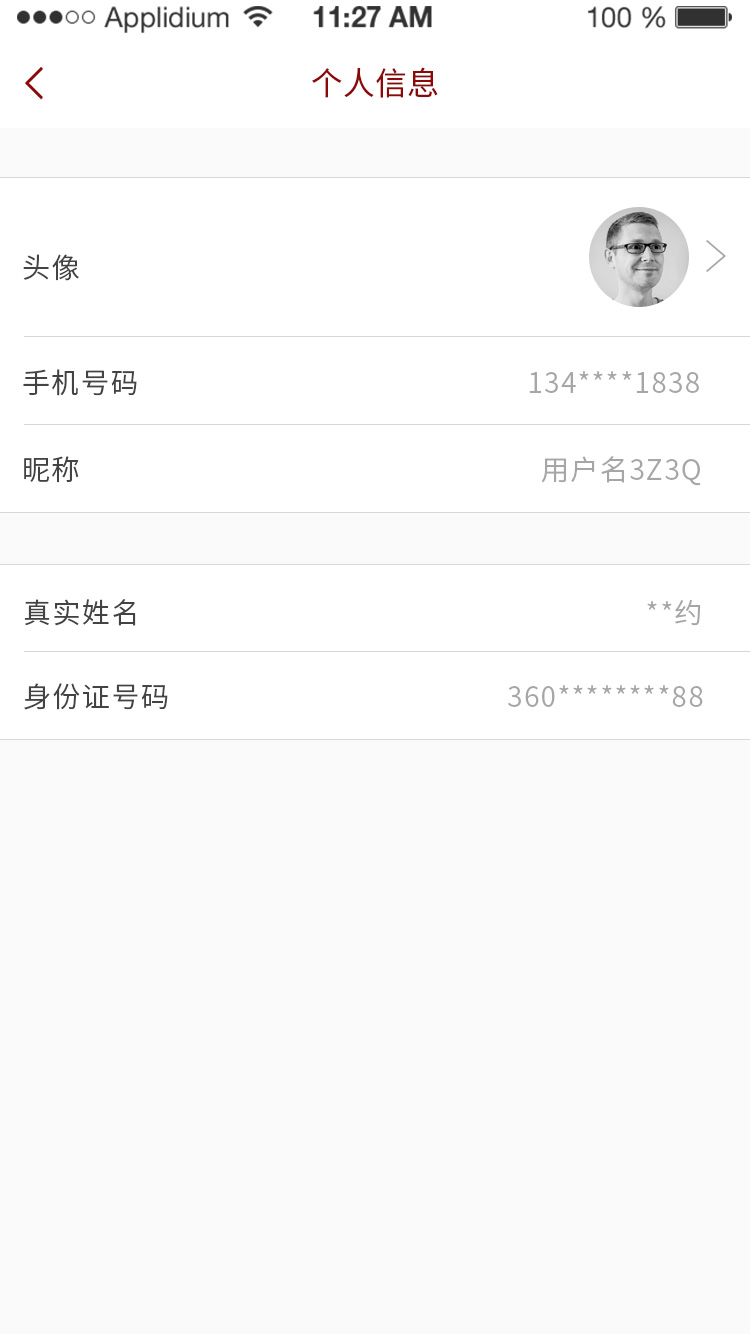 Applidium 11:27 AM 100 %
个人信息
头像
手机号码 134****1838
昵称 用户名3Z3Q
真实姓名 **约
身份证号码 360********88